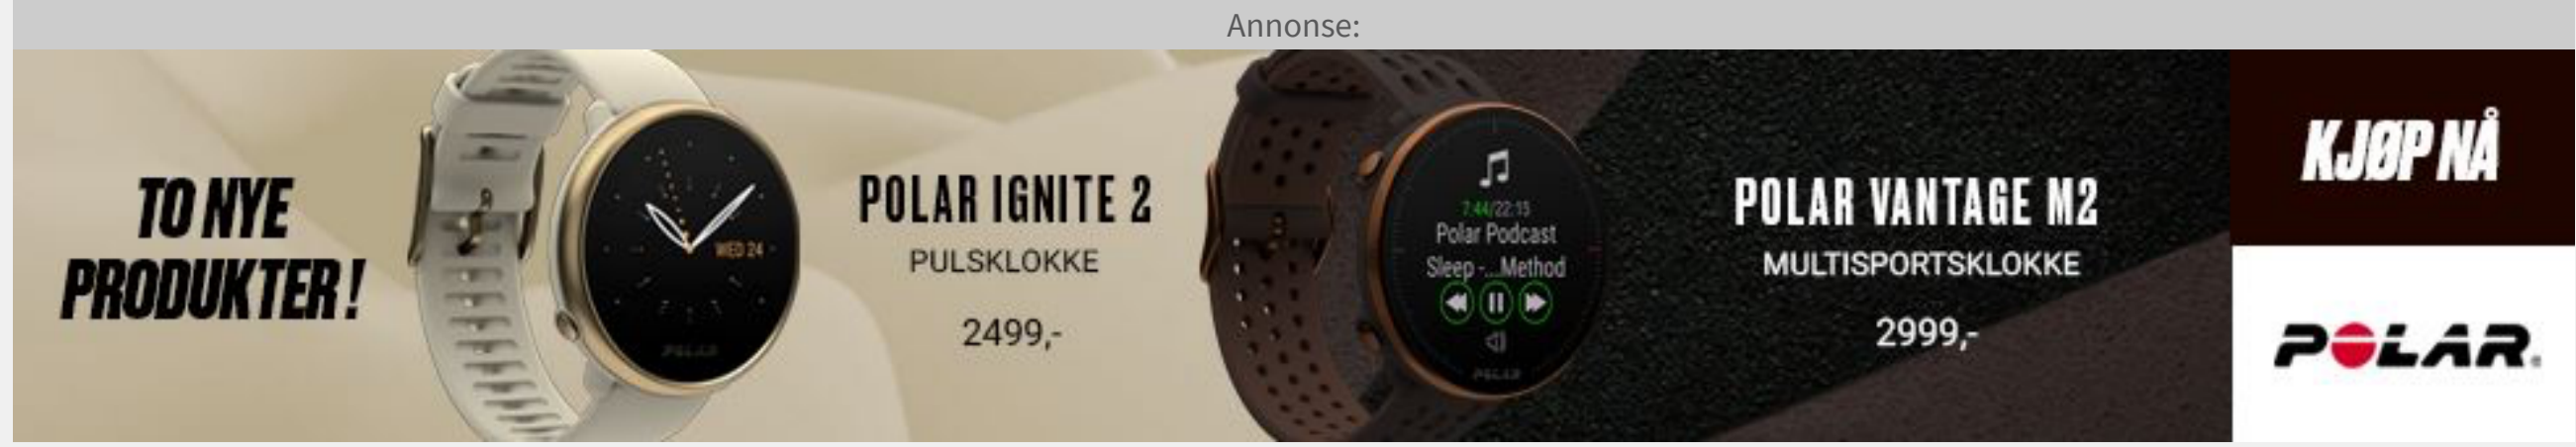 Annonse:
TO NYE
PRODUKTER!
WED 24
POLAR
POLAR IGNITE 2
PULSKLOKKE
2499,-
7:44/22:15
Polar Podcast
Sleep -...Method
POLAR
POLAR VANTAGE M2
MULTISPORTSKLOKKE
2999,-
KJØP NÅ
POLAR®